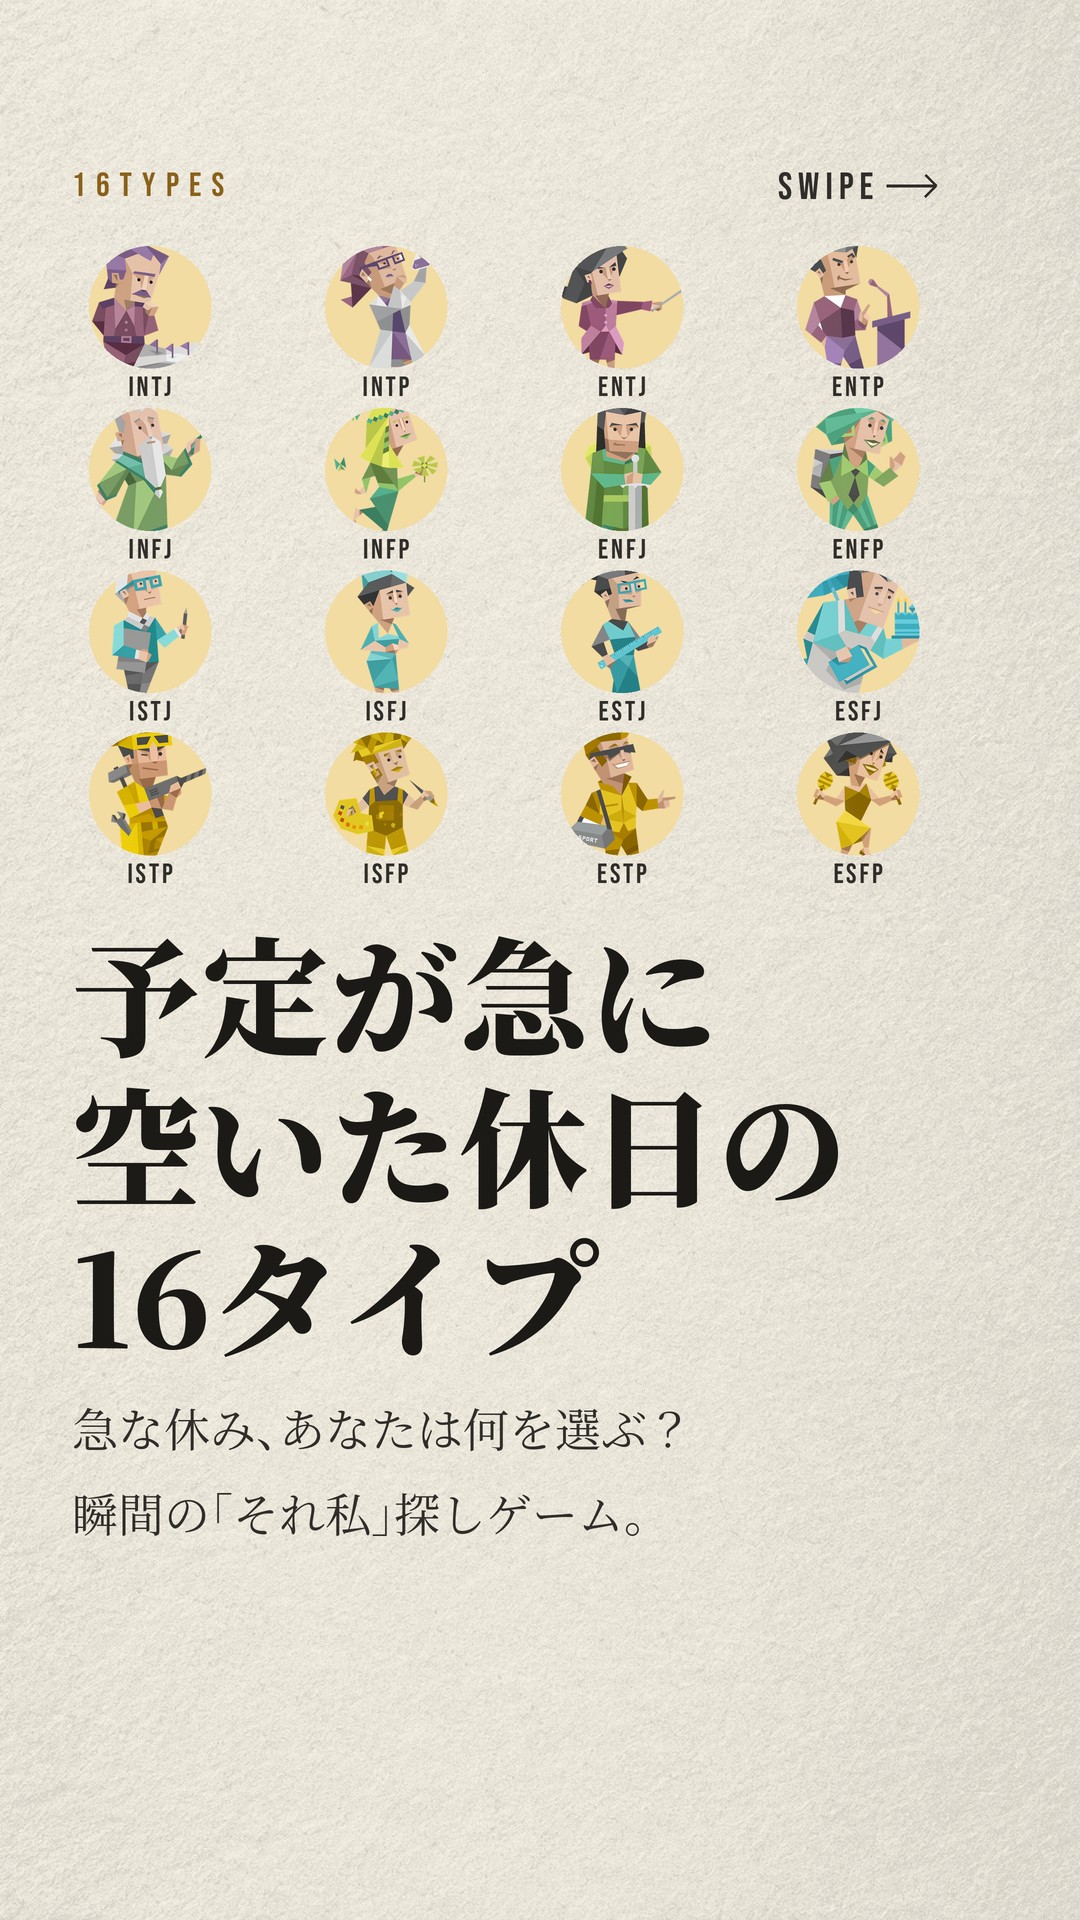 16TYPES
SWIPE →
INTJ INTP ENTJ ENTP
INFJ INFP ENFJ ENFP
ISTJ ISFJ ESTJ ESFJ
SPORT
ISTP ISFP ESTP ESFP
予定が急に
空いた休日の
16タイプ
急な休み、あなたは何を選ぶ？
瞬間の「それ私」探しゲーム。